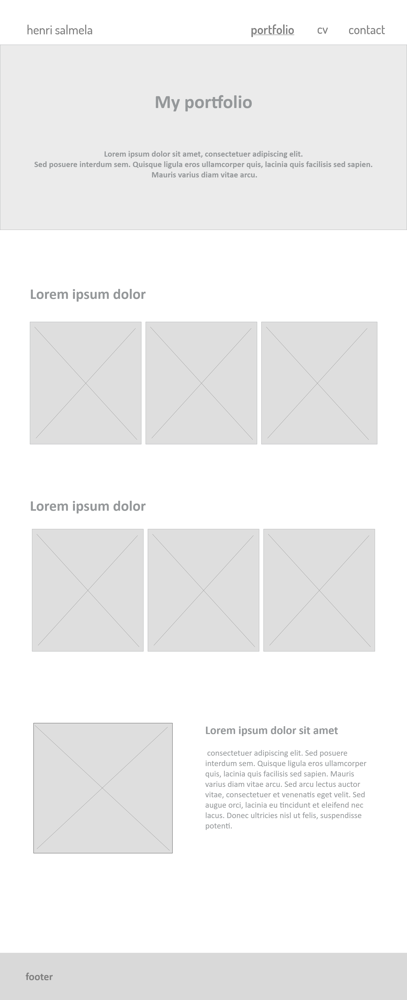 henri salmela portfolio cv contact
My portfolio
Lorem ipsum dolor sit amet, consectetuer adipiscing elit.
Sed posuere interdum sem. Quisque ligula eros ullamcorper quis, lacinia quis facilisis sed sapien.
Mauris varius diam vitae arcu.
Lorem ipsum dolor
Lorem ipsum dolor
Lorem ipsum dolor sit amet
consectetuer adipiscing elit. Sed posuere
interdum sem. Quisque ligula eros ullamcorper
quis, lacinia quis facilisis sed sapien. Mauris
varius diam vitae arcu. Sed arcu lectus auctor
vitae, consectetuer et venenatis eget velit. Sed
augue orci, lacinia eu tincidunt et eleifend nec
lacus. Donec ultricies nisl ut felis, suspendisse
potenti.
footer